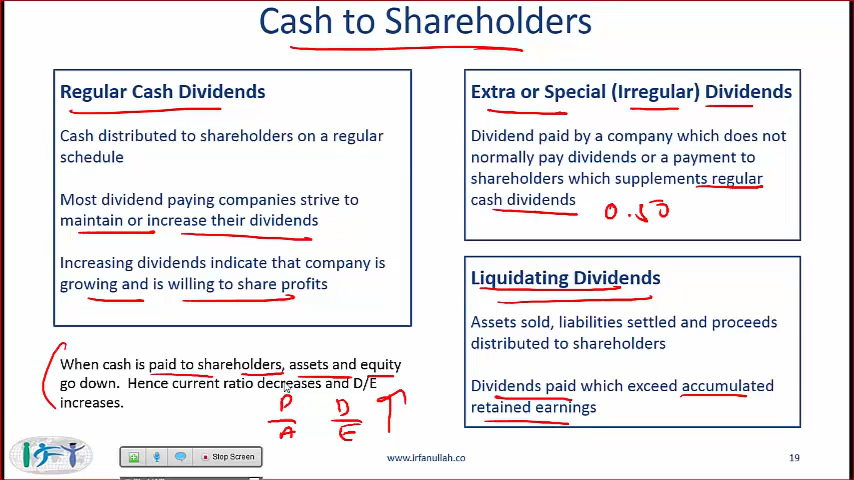 Cash to Shareholders
Regular Cash Dividends
Cash distributed to shareholders on a regular
schedule
Most dividend paying companies strive to
maintain or increase their dividends
Increasing dividends indicate that company is
growing and is willing to share profits
When cash is paid to shareholders, assets and equity
go down. Hence current ratio decreases and D/E
increases.
D
A
D
E
Extra or Special (Irregular) Dividends
Dividend paid by a company which does not
normally pay dividends or a payment to
shareholders which supplements regular
cash dividends
0.50
Liquidating Dividends
Assets sold, liabilities settled and proceeds
distributed to shareholders
Dividends paid which exceed accumulated
retained earnings
Stop Screen
www.irfanullah.co
19